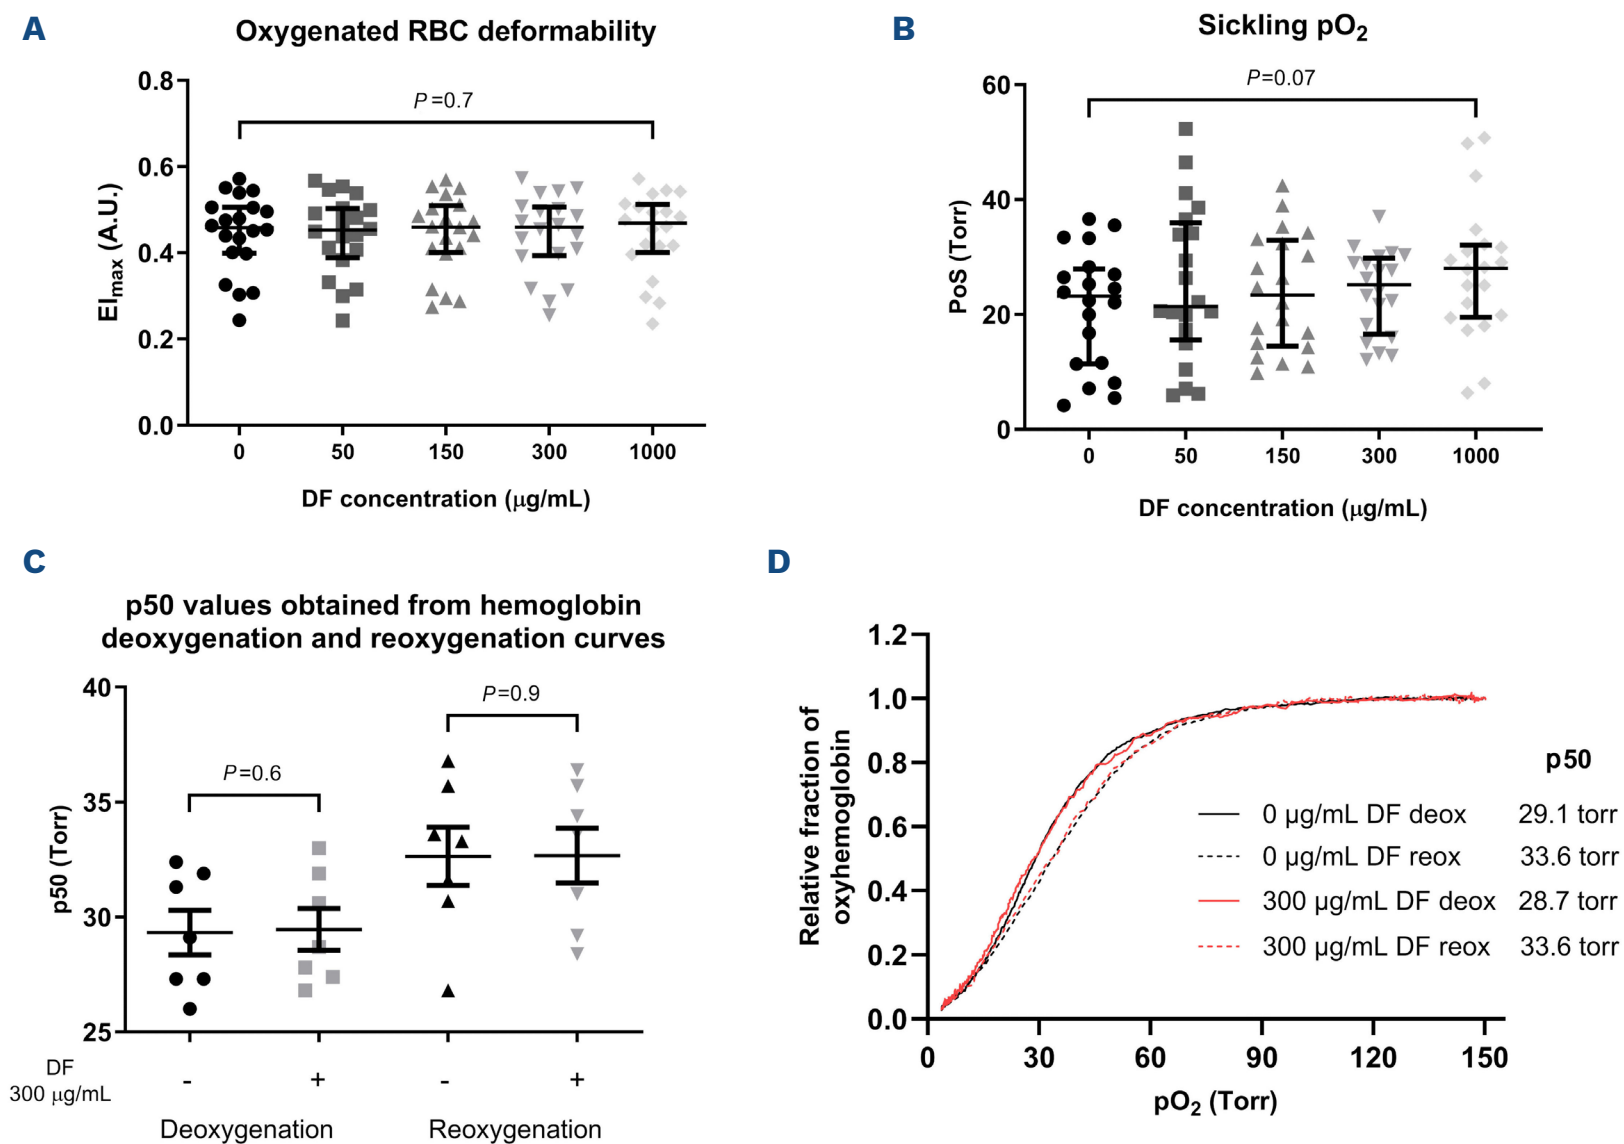 A
Oxygenated RBC deformability
EImax (A.U.)
0.8
0.6
0.4
0.2
0.0
P=0.7
0 50 150 300 1000
DF concentration (µg/mL)
B
Sickling pO2
PoS (Torr)
60
40
20
0
P=0.07
0 50 150 300 1000
DF concentration (µg/mL)
C
p50 values obtained from hemoglobin
deoxygenation and reoxygenation curves
p50 (Torr)
40
35
30
25
P=0.6
P=0.9
DF
300 µg/mL
- + - +
Deoxygenation Reoxygenation
D
Relative fraction of
oxyhemoglobin
1.2
1.0
0.8
0.6
0.4
0.2
0.0
p50
0 µg/mL DF deox 29.1 torr
0 µg/mL DF reox 33.6 torr
300 µg/mL DF deox 28.7 torr
300 µg/mL DF reox 33.6 torr
0 30 60 90 120 150
pO2 (Torr)